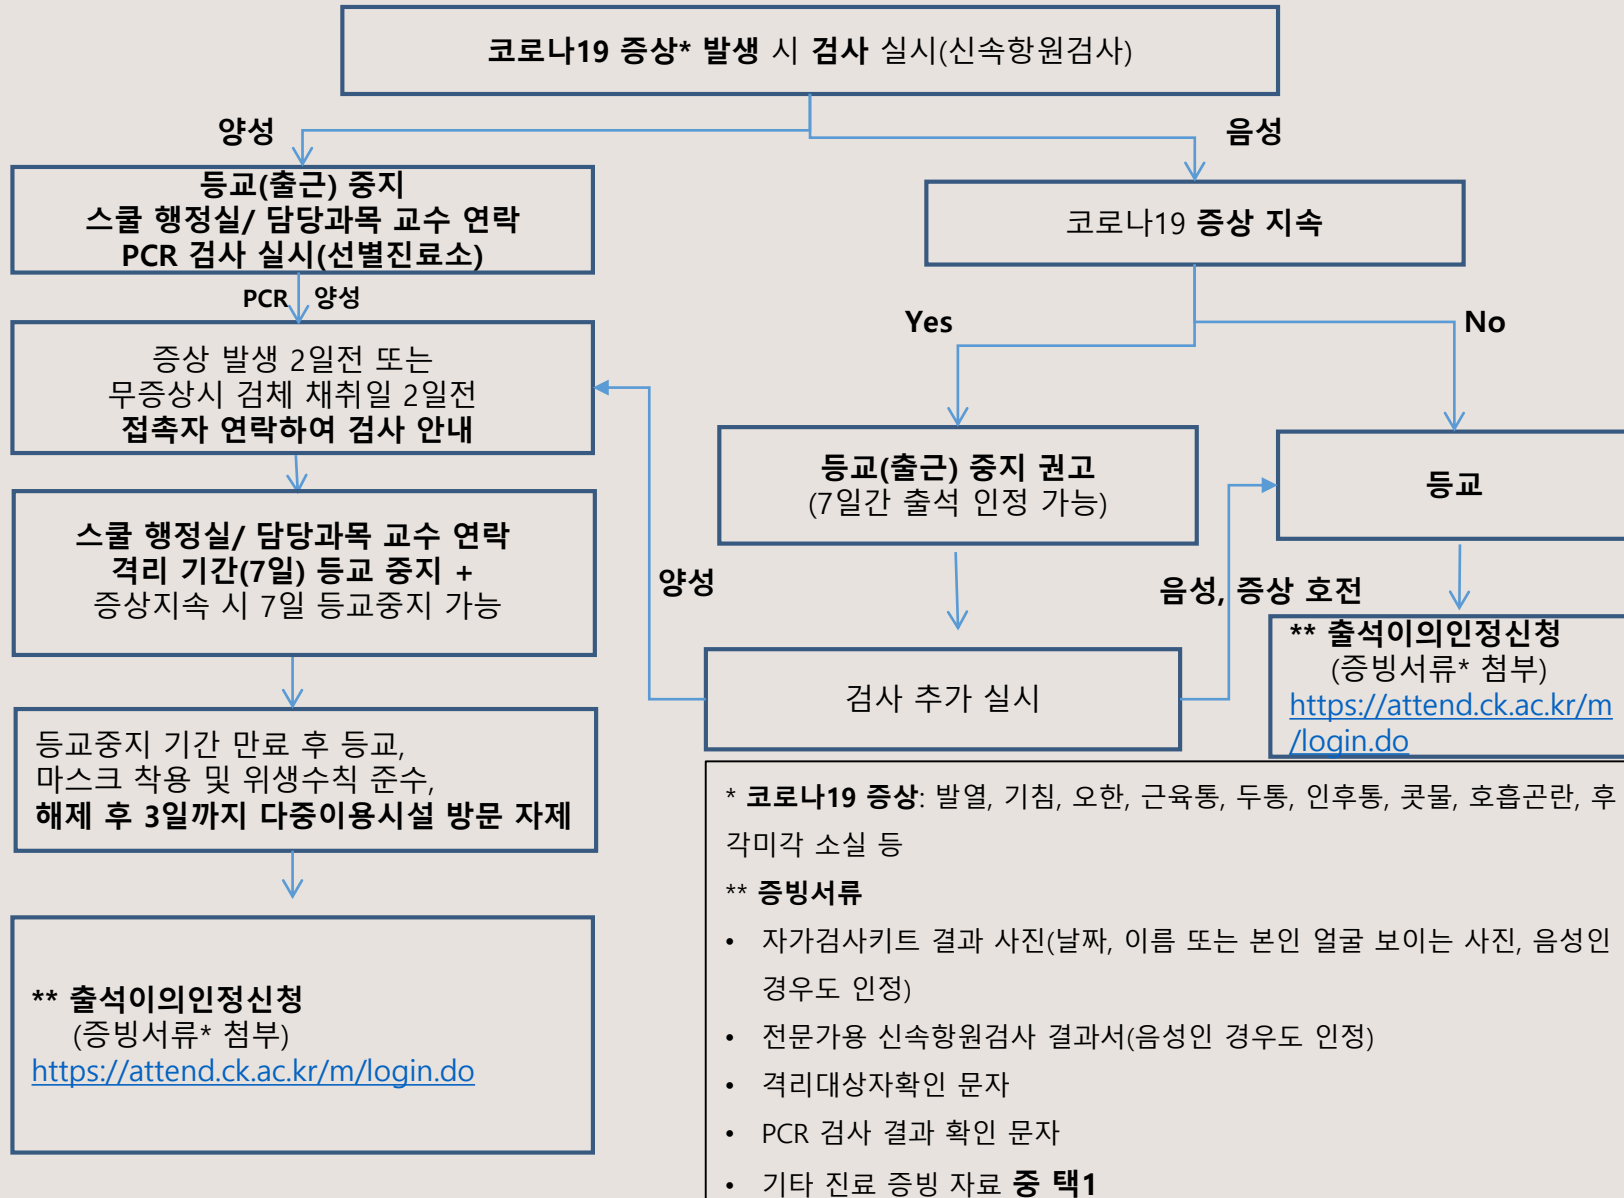 코로나19 증상* 발생 시 검사 실시(신속항원검사)
양성
음성
등교(출근) 중지
스쿨 행정실/ 담당과목 교수 연락
PCR 검사 실시(선별진료소)
코로나19 증상 지속
PCR 양성
Yes
No
증상 발생 2일전 또는
무증상시 검체 채취일 2일전
접촉자 연락하여 검사 안내
등교(출근) 중지 권고
(7일간 출석 인정 가능)
등교
스쿨 행정실/ 담당과목 교수 연락
격리 기간(7일) 등교 중지 +
증상지속 시 7일 등교중지 가능
양성
음성, 증상 호전
검사 추가 실시
** 출석이의인정신청
(증빙서류* 첨부)
https://attend.ck.ac.kr/m
/login.do
등교중지 기간 만료 후 등교,
마스크 착용 및 위생수칙 준수,
해제 후 3일까지 다중이용시설 방문 자제
** 출석이의인정신청
(증빙서류* 첨부)
https://attend.ck.ac.kr/m/login.do
* 코로나19 증상: 발열, 기침, 오한, 근육통, 두통, 인후통, 콧물, 호흡곤란, 후
각미각 소실 등
** 증빙서류
• 자가검사키트 결과 사진(날짜, 이름 또는 본인 얼굴 보이는 사진, 음성인
경우도 인정)
• 전문가용 신속항원검사 결과서(음성인 경우도 인정)
• 격리대상자확인 문자
• PCR 검사 결과 확인 문자
• 기타 진료 증빙 자료 중 택1